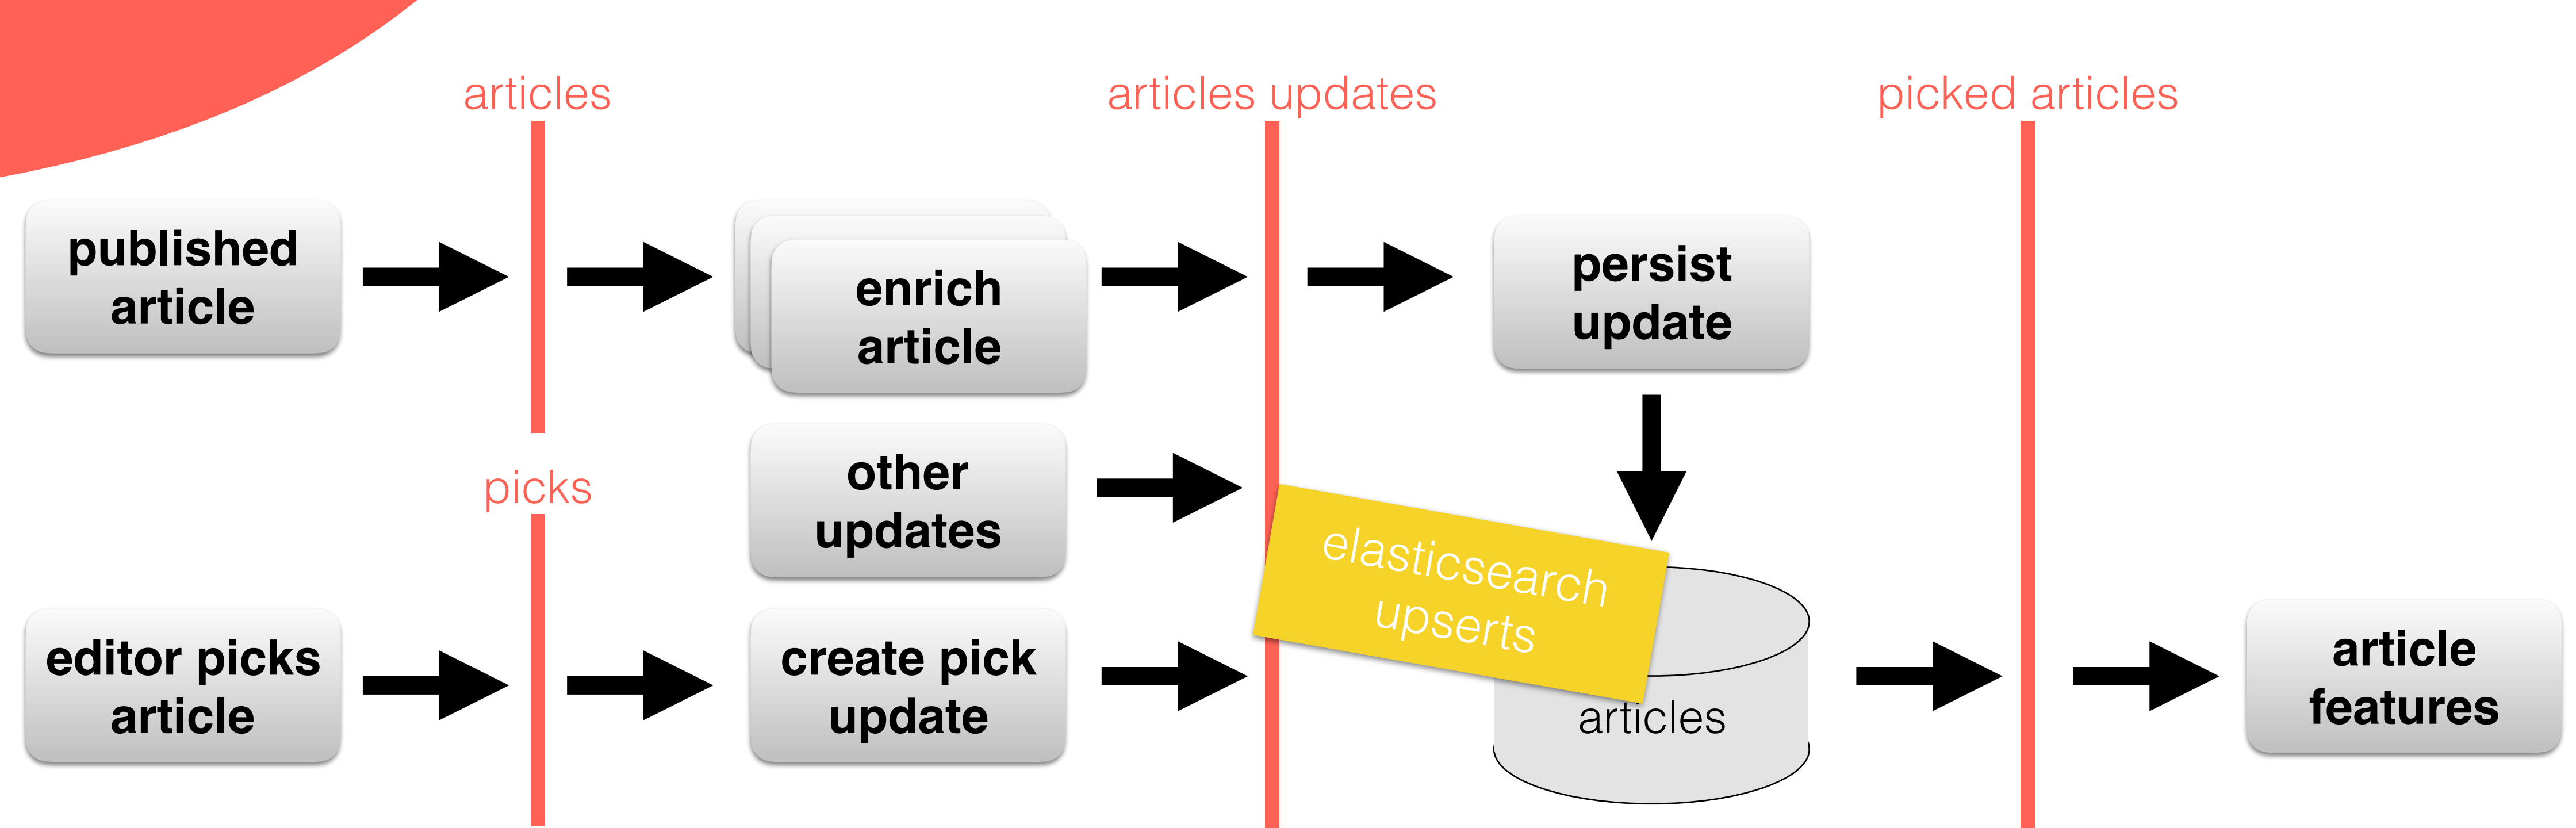 articles
articles updates
picked articles
published
article
enrich
article
persist
update
picks
other
updates
elasticsearch
upserts
editor picks
article
create pick
update
articles
article
features